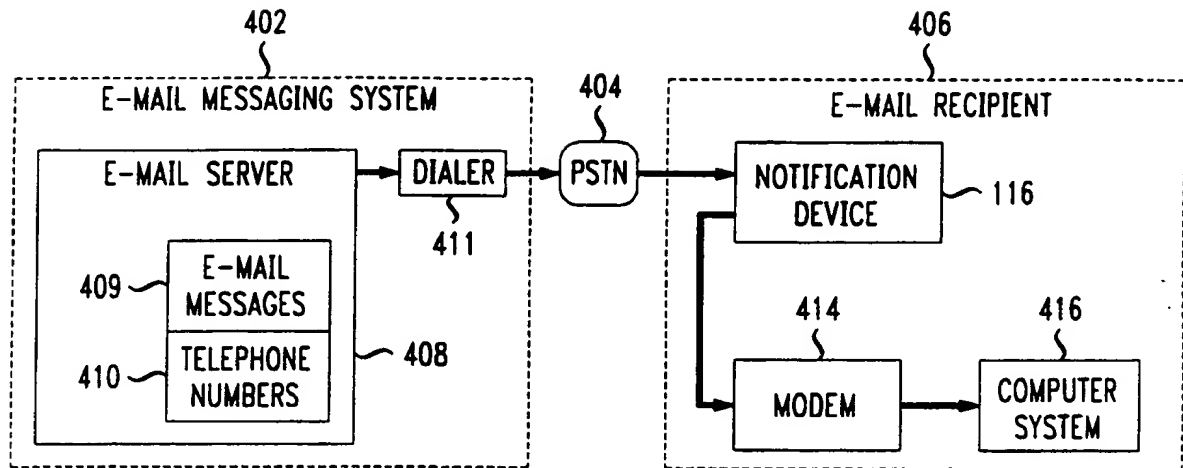 402
406
E-MAIL MESSAGING SYSTEM
404
E-MAIL RECIPIENT
E-MAIL SERVER
DIALER
PSTN
NOTIFICATION
DEVICE
116
411
409
E-MAIL
MESSAGES
414
416
410
TELEPHONE
NUMBERS
408
MODEM
COMPUTER
SYSTEM